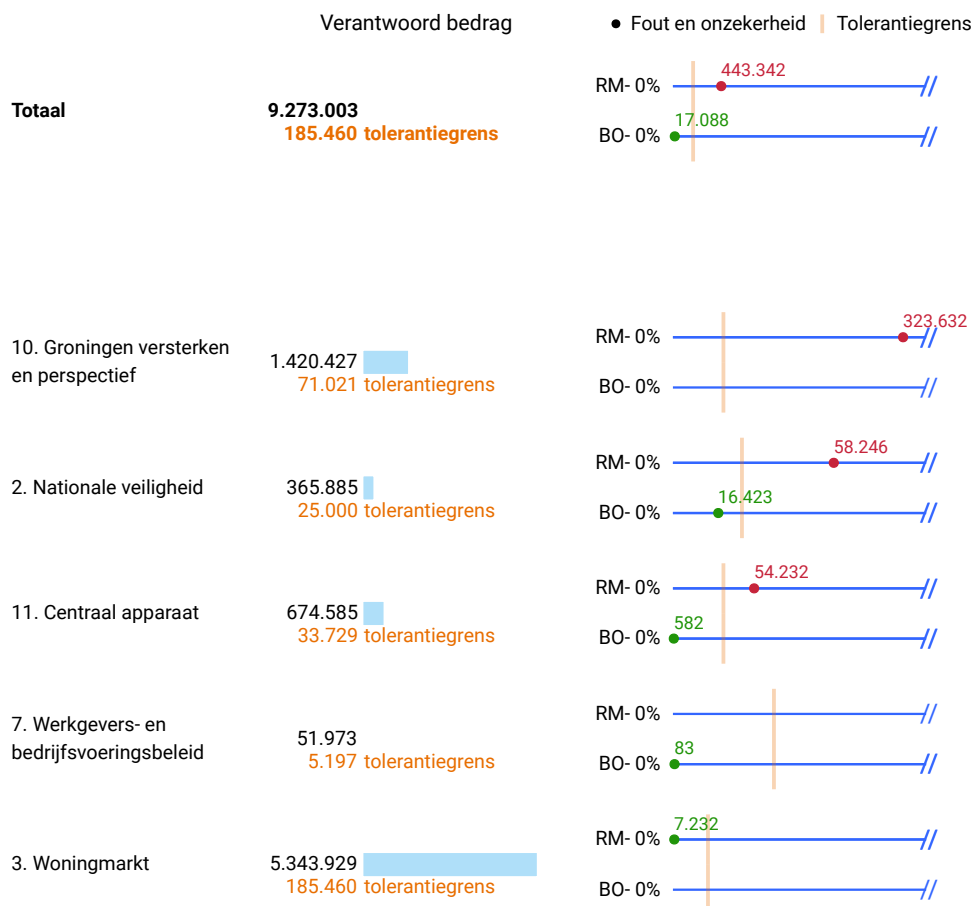 Verantwoord bedrag
Fout en onzekerheid
Tolerantiegrens
Totaal
9.273.003
185.460 tolerantiegrens
RM- 0%
443.342
BO- 0%
17.088
10. Groningen versterken
en perspectief
1.420.427
71.021 tolerantiegrens
RM- 0%
323.632
BO- 0%
2. Nationale veiligheid
365.885
25.000 tolerantiegrens
RM- 0%
58.246
BO- 0%
16.423
11. Centraal apparaat
674.585
33.729 tolerantiegrens
RM- 0%
54.232
BO- 0%
582
7. Werkgevers- en
bedrijfsvoeringsbeleid
51.973
5.197 tolerantiegrens
RM- 0%
BO- 0%
83
3. Woningmarkt
5.343.929
185.460 tolerantiegrens
RM- 0%
7.232
BO- 0%